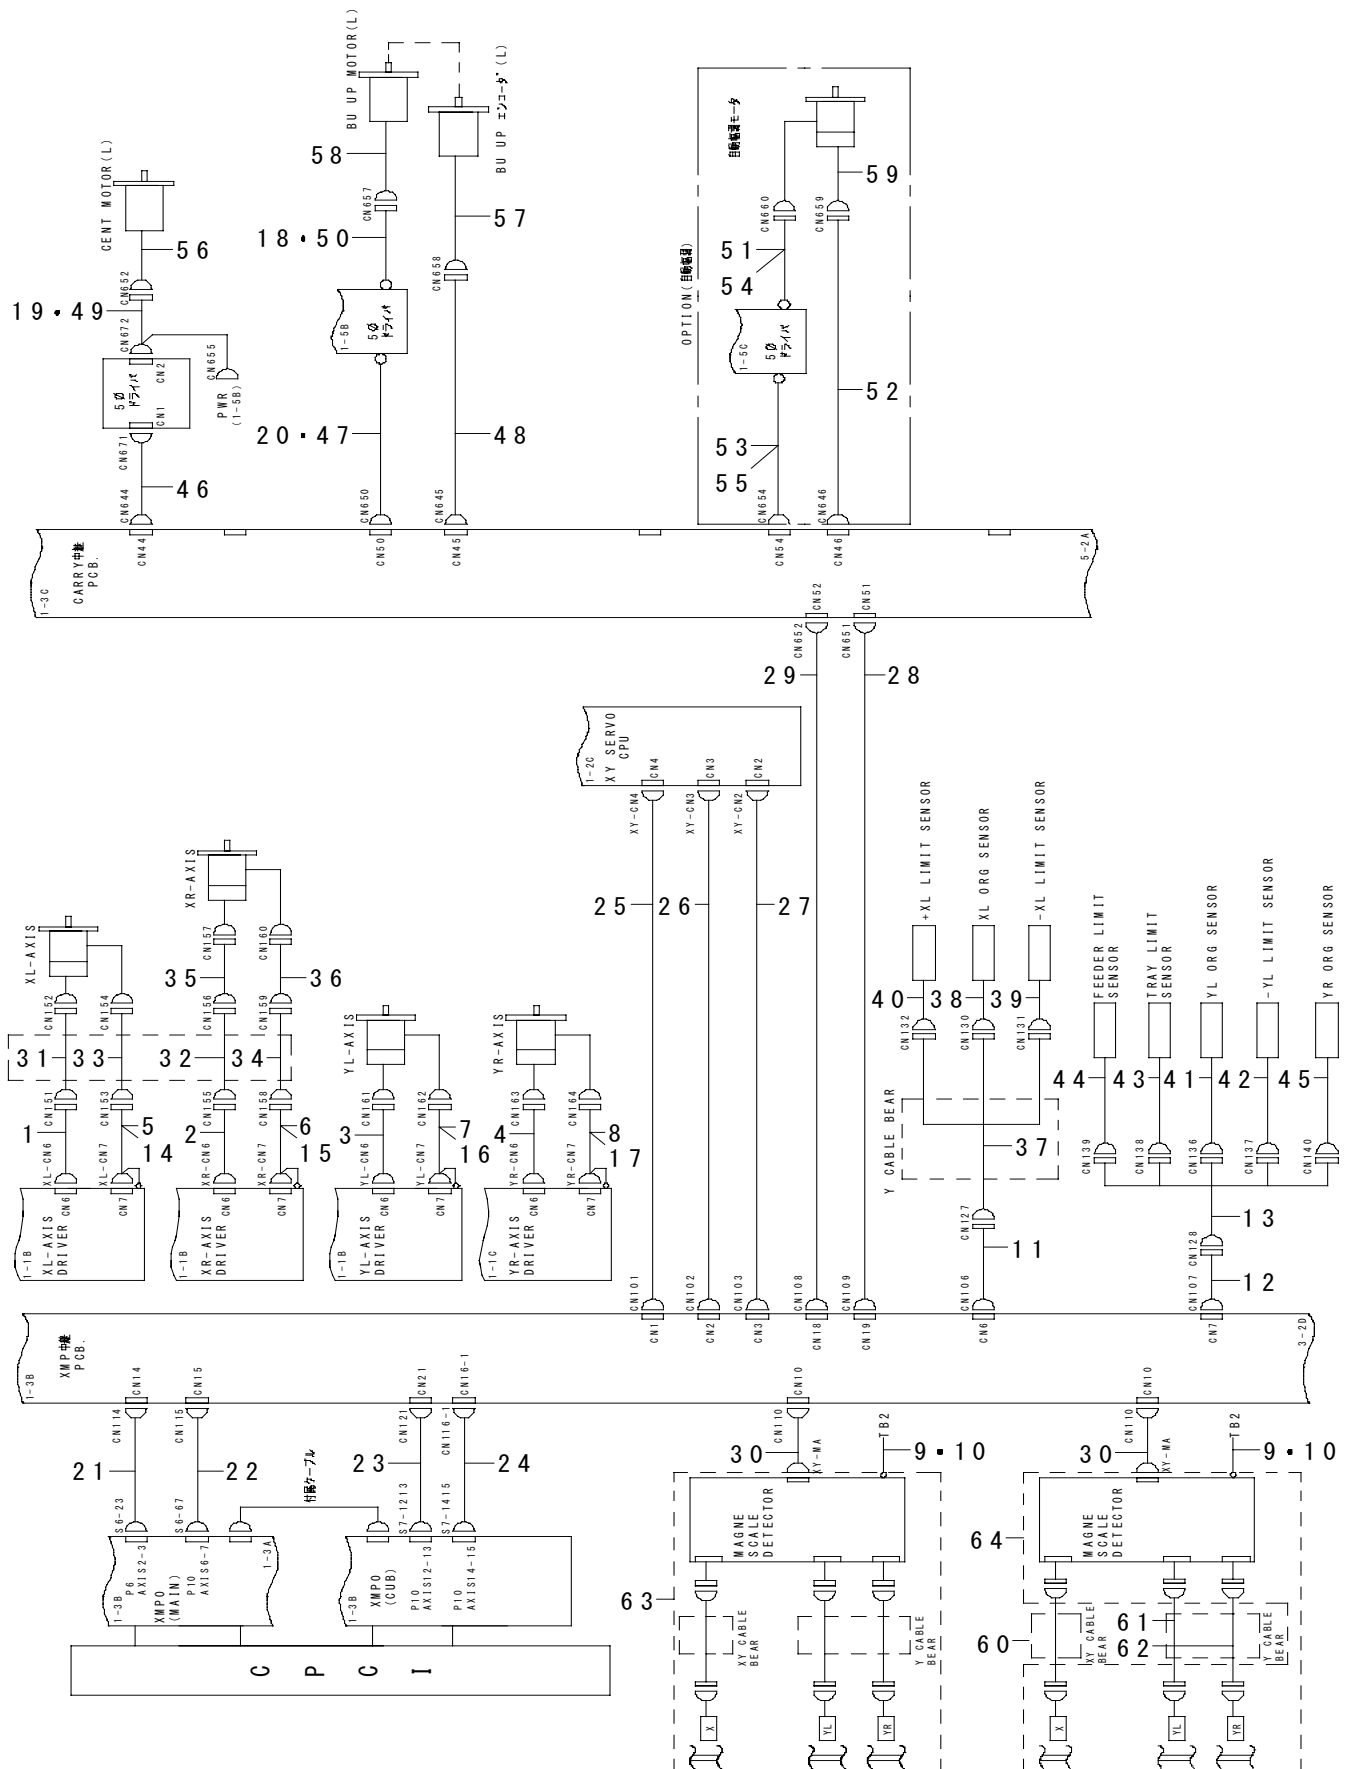 CENT MOTOR(L)
56
CN652
19・49
CN672
CN655
PWR
(1-5B)
5Φ
ドライバ
CN2
CN1
CN671
46
CN644
CN44
BU UP MOTOR(L)
58
CN657
18・50
1-5B
5Φ
ドライバ
20・47
CN650
CN50
BU UP エンコーダ(L)
57
CN658
48
CN645
CN45
OPTION(自動幅調)
自動幅調モータ
59
CN660
CN659
51
54
1-5C
5Φ
ドライバ
52
53
55
CN654
CN646
CN54
CN46
1-3C
CARRY中継
PCB.
5-2A
CN52
CN51
CN652
CN651
29
28
1-2C
XY SERVO
CPU
CN4
CN3
CN2
XY-CN4
XY-CN3
XY-CN2
25
26
27
XL-AXIS
CN152
CN154
31
33
CN151
CN153
1
5
14
XL-CN6
XL-CN7
CN6
CN7
1-1B
XL-AXIS
DRIVER
XR-AXIS
CN157
CN160
35
36
CN156
CN159
32
34
CN155
CN158
2
6
15
XR-CN6
XR-CN7
CN6
CN7
1-1B
XR-AXIS
DRIVER
YL-AXIS
CN161
CN162
3
7
16
YL-CN6
YL-CN7
CN6
CN7
1-1B
YL-AXIS
DRIVER
YR-AXIS
CN163
CN164
4
8
17
YR-CN6
YR-CN7
CN6
CN7
1-1C
YR-AXIS
DRIVER
+XL LIMIT SENSOR
XL ORG SENSOR
-XL LIMIT SENSOR
40
38
39
CN132
CN130
CN131
Y CABLE BEAR
37
CN127
11
CN106
CN6
FEEDER LIMIT
SENSOR
TRAY LIMIT
SENSOR
YL ORG SENSOR
-YL LIMIT SENSOR
YR ORG SENSOR
44
43
41
42
45
CN139
CN138
CN136
CN137
CN140
13
CN128
12
CN107
CN7
CN101
CN102
CN103
CN108
CN109
CN1
CN2
CN3
CN18
CN19
1-3B
XMP中継
PCB.
3-2D
CN14
CN15
CN21
CN16-1
CN10
CN10
CN114
CN115
CN121
CN116-1
CN110
CN110
21
22
23
24
30
30
付属ケーブル
S6-23
S6-67
S7-1213
S7-1415
XY-MA
TB2
9・10
XY-MA
TB2
9・10
1-3B
P6
AXIS2-3
XMPO
(MAIN)
P10
AXIS6-7
1-3A
1-3B
XMPO
(CUB)
P10
AXIS12-13
P10
AXIS14-15
CPCI
MAGNE
SCALE
DETECTOR
63
XY CABLE
BEAR
Y CABLE
BEAR
X
YL
YR
MAGNE
SCALE
DETECTOR
64
60
61
62
XY CABLE
BEAR
Y CABLE
BEAR
X
YL
YR